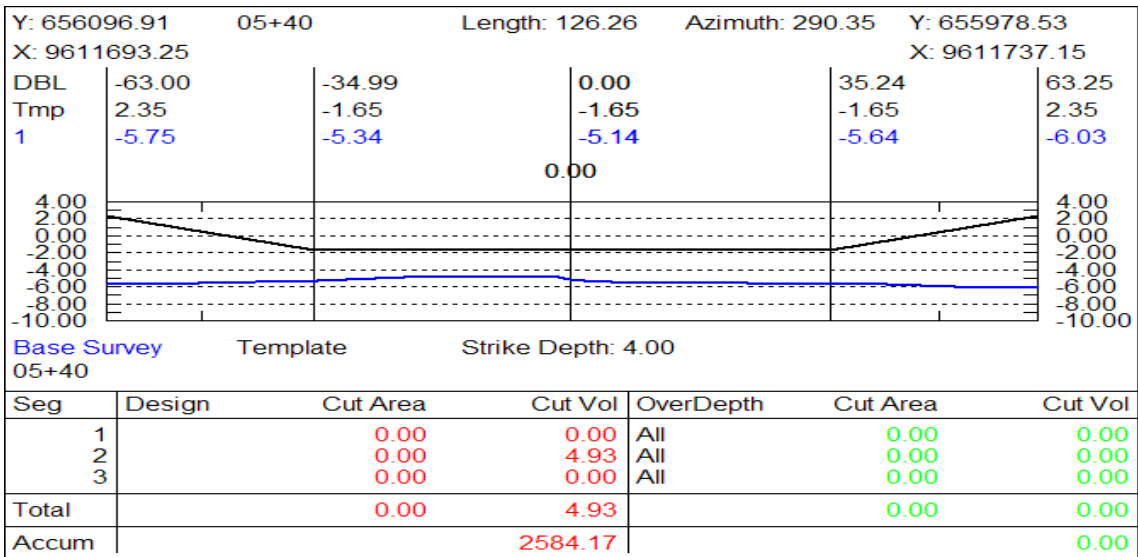 Y: 656096.91 05+40 Length: 126.26 Azimuth: 290.35 Y: 655978.53
X: 9611693.25 X: 9611737.15
DBL -63.00 -34.99 0.00 35.24 63.25
Tmp 2.35 -1.65 -1.65 -1.65 2.35
1 -5.75 -5.34 -5.14 -5.64 -6.03
0.00
4.00 4.00
2.00 2.00
0.00 0.00
-2.00 -2.00
-4.00 -4.00
-6.00 -6.00
-8.00 -8.00
-10.00 -10.00
Base Survey Template Strike Depth: 4.00
05+40
Seg Design Cut Area Cut Vol OverDepth Cut Area Cut Vol
1 0.00 0.00 All 0.00 0.00
2 0.00 4.93 All 0.00 0.00
3 0.00 0.00 All 0.00 0.00
Total 0.00 4.93 0.00 0.00
Accum 2584.17 0.00